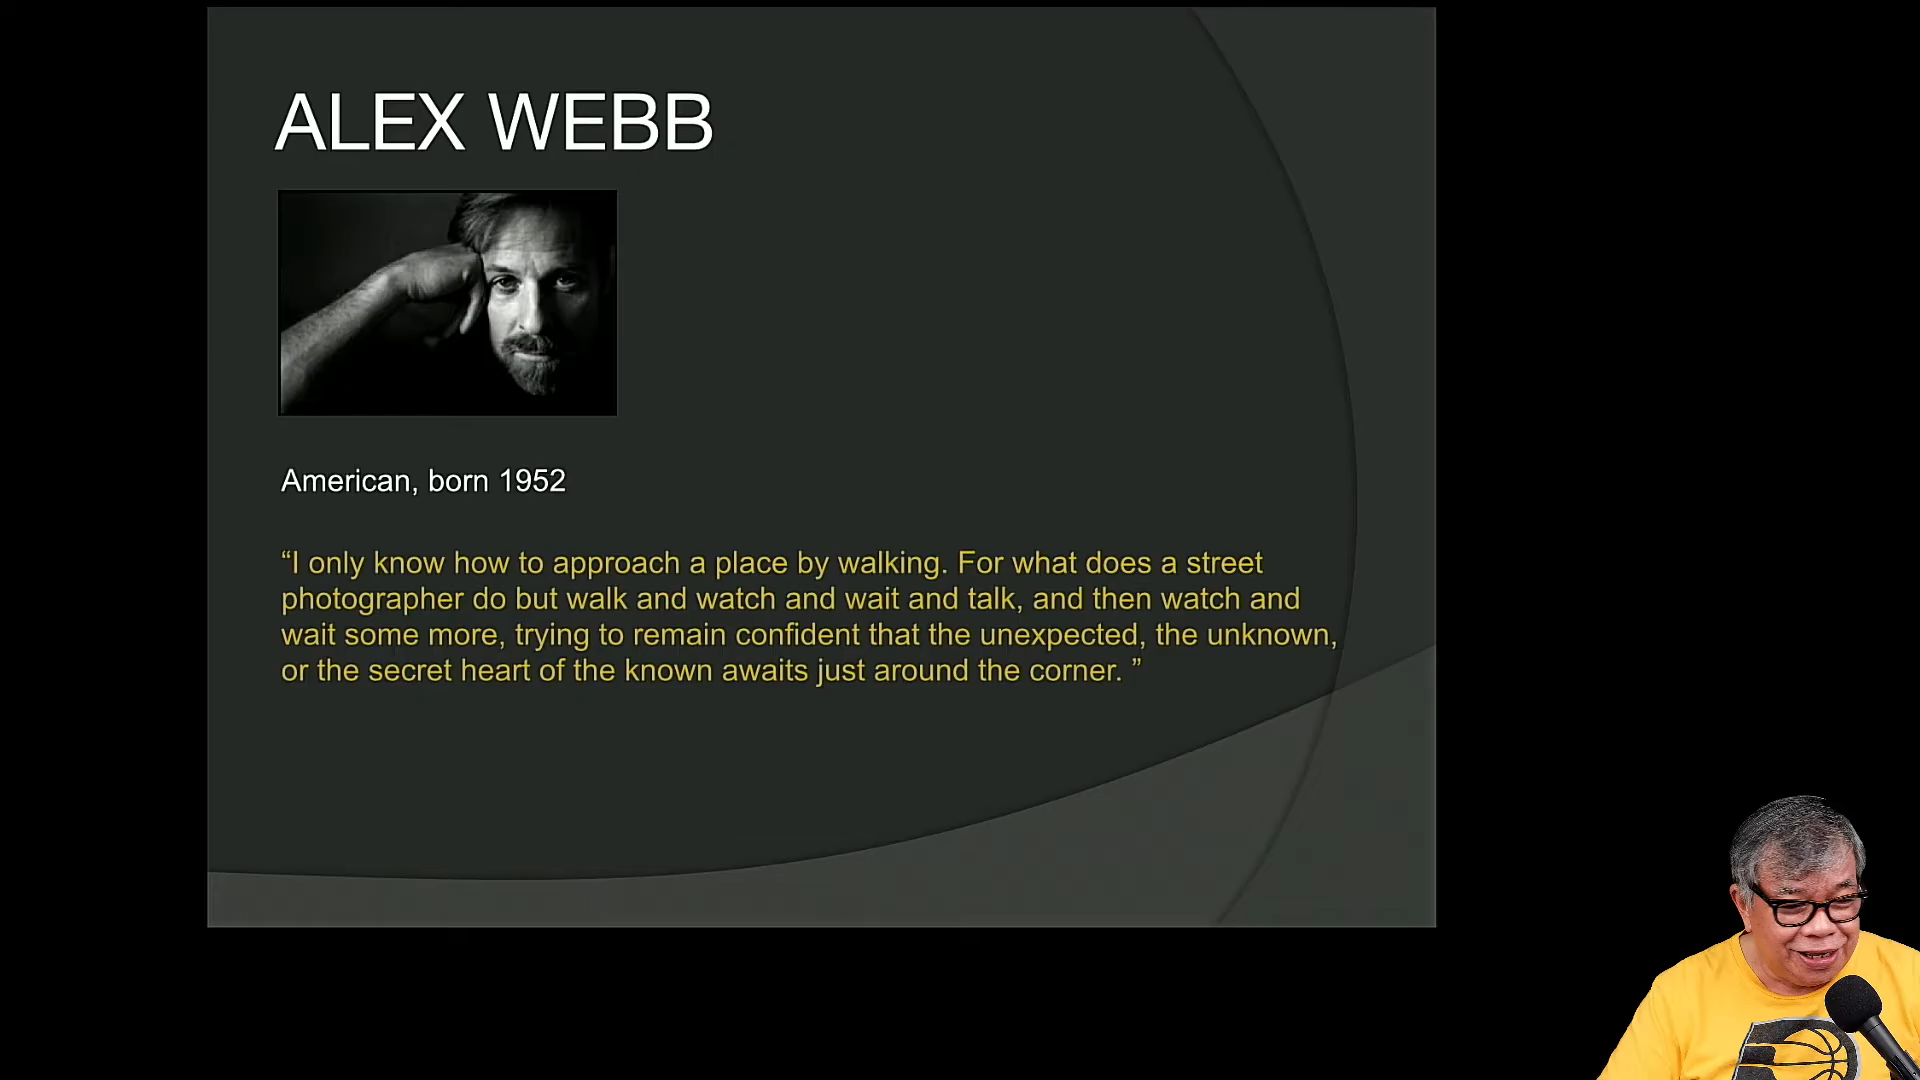 ALEX WEBB
American, born 1952
“I only know how to approach a place by walking. For what does a street
photographer do but walk and watch and wait and talk, and then watch and
wait some more, trying to remain confident that the unexpected, the unknown,
or the secret heart of the known awaits just around the corner. ”